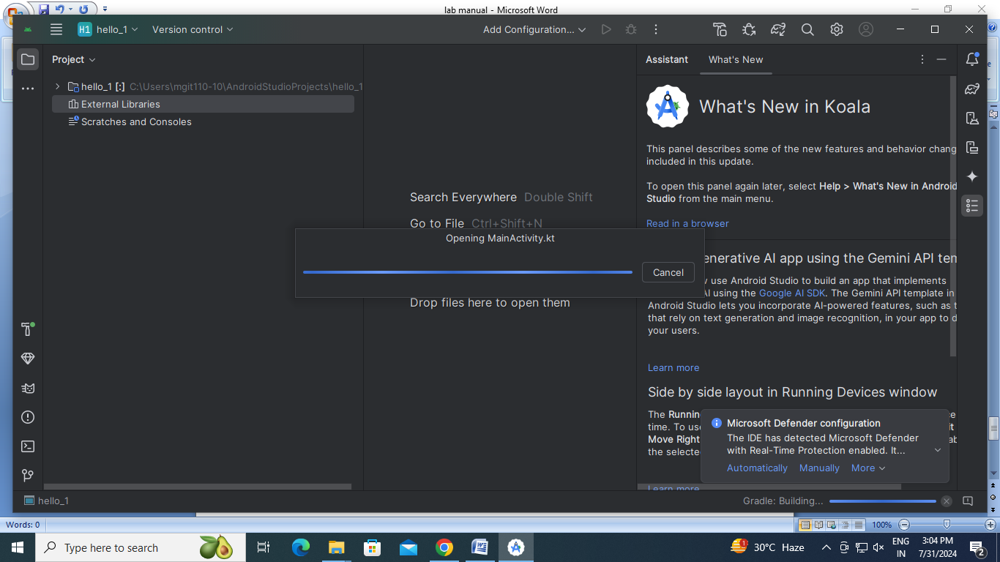 lab manual - Microsoft Word
H1 hello_1
Version control
Add Configuration...
Project
hello_1 [:] C:\Users\mgit110-10\AndroidStudioProjects\hello_1
External Libraries
Scratches and Consoles
Search Everywhere Double Shift
Go to File Ctrl+Shift+N
Drop files here to open them
Opening MainActivity.kt
Cancel
Assistant
What's New
What's New in Koala
This panel describes some of the new features and behavior chang
included in this update.
To open this panel again later, select Help > What's New in Android
Studio from the main menu.
Read in a browser
enerative AI app using the Gemini API tem
use Android Studio to build an app that implements
using the Google AI SDK. The Gemini API template in
Android Studio lets you incorporate AI-powered features, such as t
that rely on text generation and image recognition, in your app to d
your users.
Learn more
Side by side layout in Running Devices window
The Runnin
time. To us
Move Right
the selecte
Learn more
Microsoft Defender configuration
The IDE has detected Microsoft Defender
with Real-Time Protection enabled. It...
Automatically Manually More
hello_1
Gradle: Building...
Words: 0
100%
Type here to search
1
30°C Haze
ENG
IN
3:04 PM
7/31/2024
2